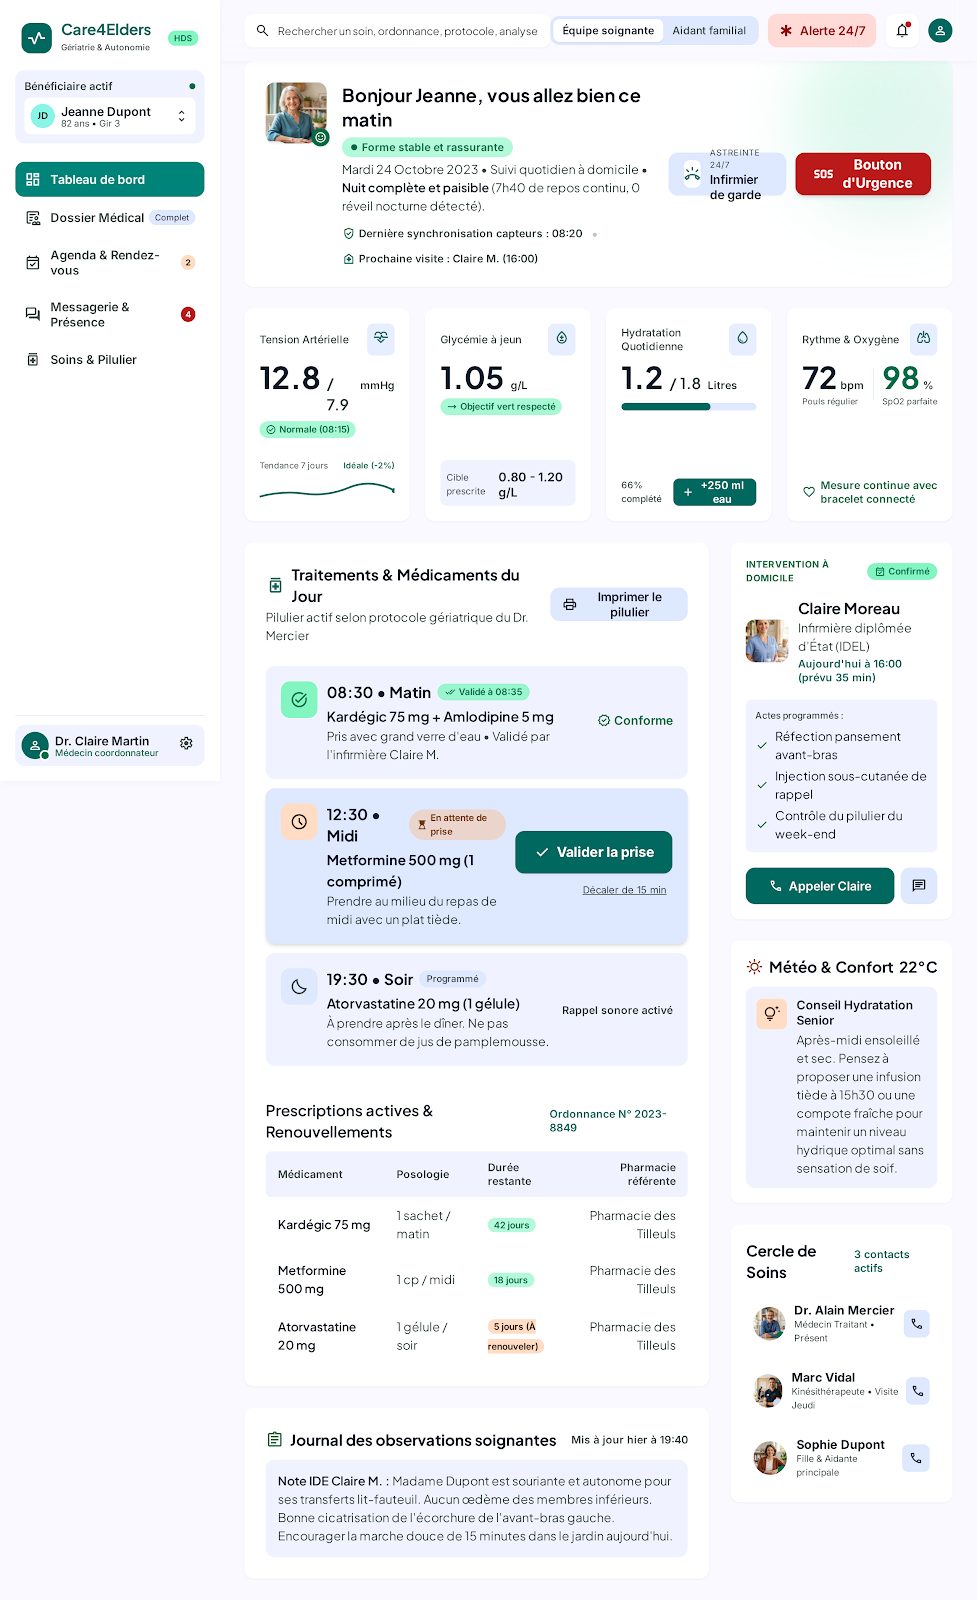 Care4Elders
Gériatrie & Autonomie
HDS
Bénéficiaire actif
JD
Jeanne Dupont
82 ans • Gir 3
Tableau de bord
Dossier Médical
Complet
Agenda & Rendez-
vous
2
Messagerie &
Présence
4
Soins & Pilulier
Dr. Claire Martin
Médecin coordonnateur
Rechercher un soin, ordonnance, protocole, analyse
Équipe soignante
Aidant familial
Alerte 24/7
Bonjour Jeanne, vous allez bien ce
matin
Forme stable et rassurante
Mardi 24 Octobre 2023 • Suivi quotidien à domicile •
Nuit complète et paisible (7h40 de repos continu, 0
réveil nocturne détecté).
Dernière synchronisation capteurs : 08:20
Prochaine visite : Claire M. (16:00)
ASTREINTE
24/7
Infirmier
de garde
SOS
Bouton
d'Urgence
Tension Artérielle
12.8 / mmHg
7.9
Normale (08:15)
Tendance 7 jours
Idéale (-2%)
Glycémie à jeun
1.05 g/L
→ Objectif vert respecté
Cible
prescrite
0.80 - 1.20
g/L
Hydratation
Quotidienne
1.2 / 1.8 Litres
66%
complété
+250 ml
eau
Rythme & Oxygène
72 bpm
Pouls régulier
98 %
SpO2 parfaite
Mesure continue avec
bracelet connecté
Traitements & Médicaments du
Jour
Pilulier actif selon protocole gériatrique du Dr.
Mercier
Imprimer le
pilulier
08:30 • Matin
Validé à 08:35
Kardégic 75 mg + Amlodipine 5 mg
Pris avec grand verre d'eau • Validé par
l'infirmière Claire M.
Conforme
12:30 •
Midi
En attente de
prise
Metformine 500 mg (1
comprimé)
Prendre au milieu du repas de
midi avec un plat tiède.
Valider la prise
Décaler de 15 min
19:30 • Soir
Programmé
Atorvastatine 20 mg (1 gélule)
À prendre après le dîner. Ne pas
consommer de jus de pamplemousse.
Rappel sonore activé
Prescriptions actives &
Renouvellements
Ordonnance N° 2023-
8849
Médicament
Posologie
Durée
restante
Pharmacie
référente
Kardégic 75 mg
1 sachet /
matin
42 jours
Pharmacie des
Tilleuls
Metformine
500 mg
1 cp / midi
18 jours
Pharmacie des
Tilleuls
Atorvastatine
20 mg
1 gélule /
soir
5 jours (À
renouveler)
Pharmacie des
Tilleuls
Journal des observations soignantes
Mis à jour hier à 19:40
Note IDE Claire M. : Madame Dupont est souriante et autonome pour
ses transferts lit-fauteuil. Aucun œdème des membres inférieurs.
Bonne cicatrisation de l'écorchure de l'avant-bras gauche.
Encourager la marche douce de 15 minutes dans le jardin aujourd'hui.
INTERVENTION À
DOMICILE
Confirmé
Claire Moreau
Infirmière diplômée
d'État (IDEL)
Aujourd'hui à 16:00
(prévu 35 min)
Actes programmés :
Réfection pansement
avant-bras
Injection sous-cutanée de
rappel
Contrôle du pilulier du
week-end
Appeler Claire
Météo & Confort 22°C
Conseil Hydratation
Senior
Après-midi ensoleillé
et sec. Pensez à
proposer une infusion
tiède à 15h30 ou une
compote fraîche pour
maintenir un niveau
hydrique optimal sans
sensation de soif.
Cercle de
Soins
3 contacts
actifs
Dr. Alain Mercier
Médecin Traitant •
Présent
Marc Vidal
Kinésithérapeute • Visite
Jeudi
Sophie Dupont
Fille & Aidante
principale